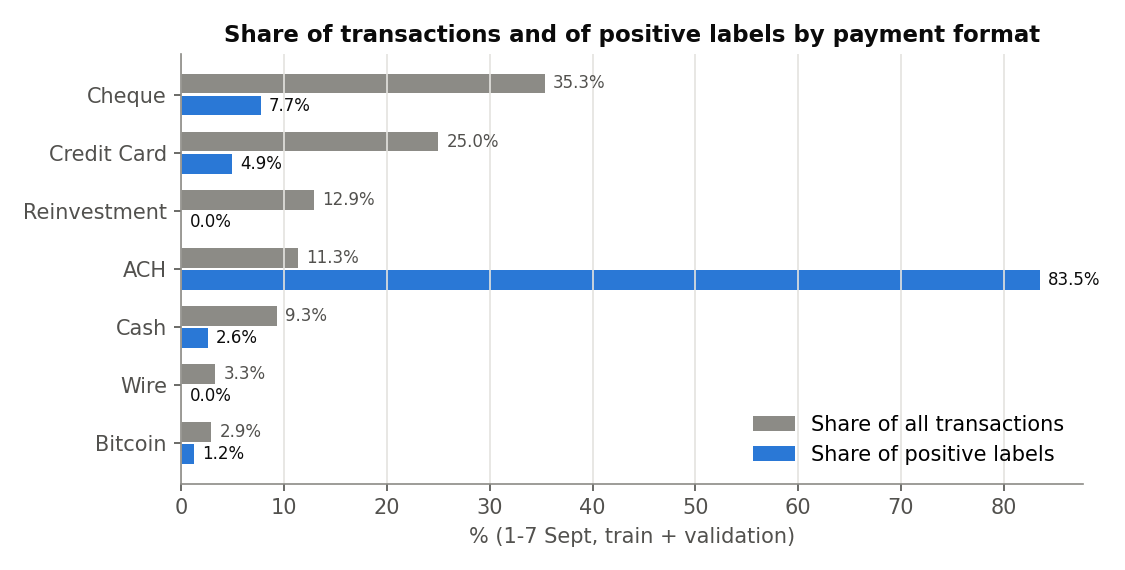 Share of transactions and of positive labels by payment format
Cheque
35.3%
7.7%
Credit Card
25.0%
4.9%
Reinvestment
12.9%
0.0%
ACH
11.3%
83.5%
Cash
9.3%
2.6%
Wire
3.3%
0.0%
Bitcoin
2.9%
1.2%
Share of all transactions
Share of positive labels
0 10 20 30 40 50 60 70 80
% (1-7 Sept, train + validation)